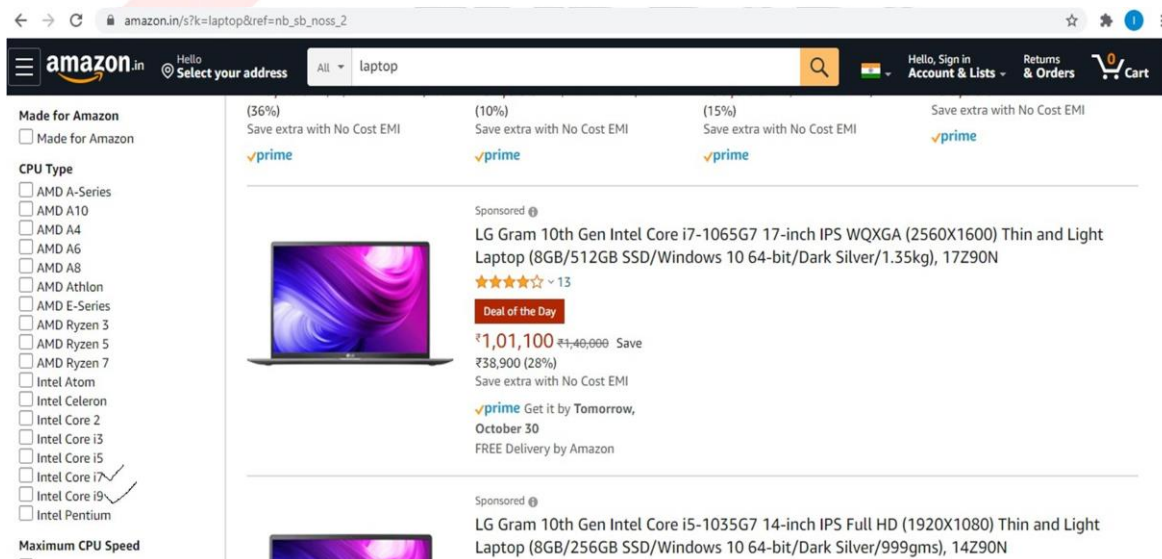 amazon.in/s?k=laptop&ref=nb_sb_noss_2
amazon.in
Hello
Select your address
All
laptop
Hello, Sign in
Account & Lists
Returns
& Orders
0
Cart
Made for Amazon
Made for Amazon
CPU Type
AMD A-Series
AMD A10
AMD A4
AMD A6
AMD A8
AMD Athlon
AMD E-Series
AMD Ryzen 3
AMD Ryzen 5
AMD Ryzen 7
Intel Atom
Intel Celeron
Intel Core 2
Intel Core i3
Intel Core i5
Intel Core i7
Intel Core i9
Intel Pentium
Maximum CPU Speed
(36%)
Save extra with No Cost EMI
prime
(10%)
Save extra with No Cost EMI
prime
(15%)
Save extra with No Cost EMI
prime
Save extra with No Cost EMI
prime
Sponsored
LG Gram 10th Gen Intel Core i7-1065G7 17-inch IPS WQXGA (2560X1600) Thin and Light
Laptop (8GB/512GB SSD/Windows 10 64-bit/Dark Silver/1.35kg), 17Z90N
13
Deal of the Day
₹1,01,100 ₹1,40,000 Save
₹38,900 (28%)
Save extra with No Cost EMI
prime Get it by Tomorrow,
October 30
FREE Delivery by Amazon
Sponsored
LG Gram 10th Gen Intel Core i5-1035G7 14-inch IPS Full HD (1920X1080) Thin and Light
Laptop (8GB/256GB SSD/Windows 10 64-bit/Dark Silver/999gms), 14Z90N